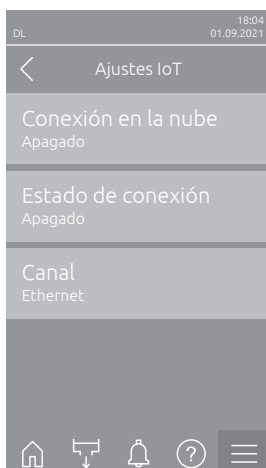 18:04
DL 01.09.2021
Ajustes IoT
Conexión en la nube
Apagado
Estado de conexión
Apagado
Canal
Ethernet
?